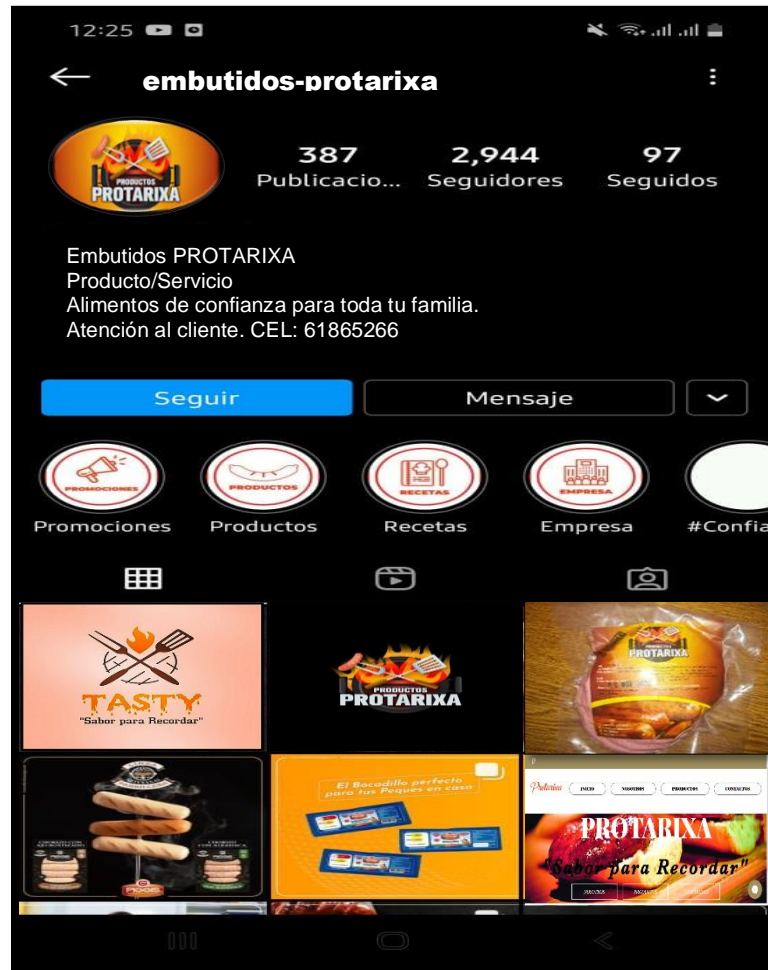 12:25
embutidos-protarixa
PRODUCTOS
PROTARIXA
387
2,944
97
Publicacio...
Seguidores
Seguidos
Embutidos PROTARIXA
Producto/Servicio
Alimentos de confianza para toda tu familia.
Atención al cliente. CEL: 61865266
Seguir
Mensaje
PROMOCIONES
PRODUCTOS
RECETAS
EMPRESA
Promociones
Productos
Recetas
Empresa
#Confia
TASTY
"Sabor para Recordar"
PRODUCTOS
PROTARIXA
PRODUCTOS
PROTARIXA
El Bocadillo perfecto
para tus Peques en casa
Protarixa
INICIO
NOSOTROS
PRODUCTOS
CONTACTOS
PROTARIXA
"Sabor para Recordar"